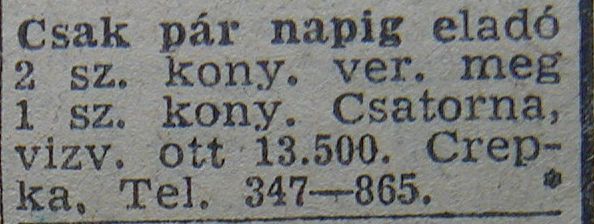 Csak pár napig eladó
2 sz. kony. ver. meg
1 sz. kony. Csatorna,
vizv. ott 13.500. Crep-
ka, Tel. 347—865. *